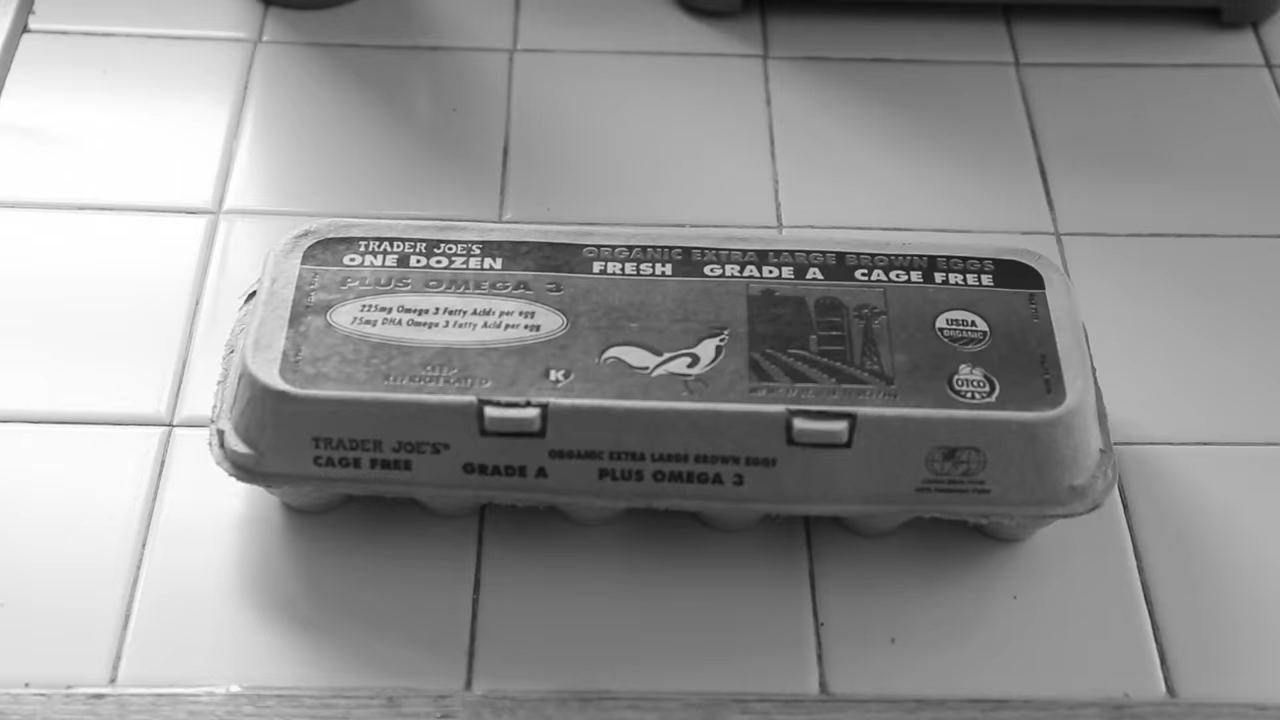 TRADER JOE'S
ONE DOZEN
ORGANIC EXTRA LARGE BROWN EGGS
FRESH GRADE A CAGE FREE
PLUS OMEGA 3
225mg Omega 3 Fatty Acids per egg
75mg DHA Omega 3 Fatty Acid per egg
KEEP
REFRIGERATED
K
USDA
ORGANIC
OTCO
TRADER JOE'S®
CAGE FREE
GRADE A
ORGANIC EXTRA LARGE BROWN EGGS
PLUS OMEGA 3